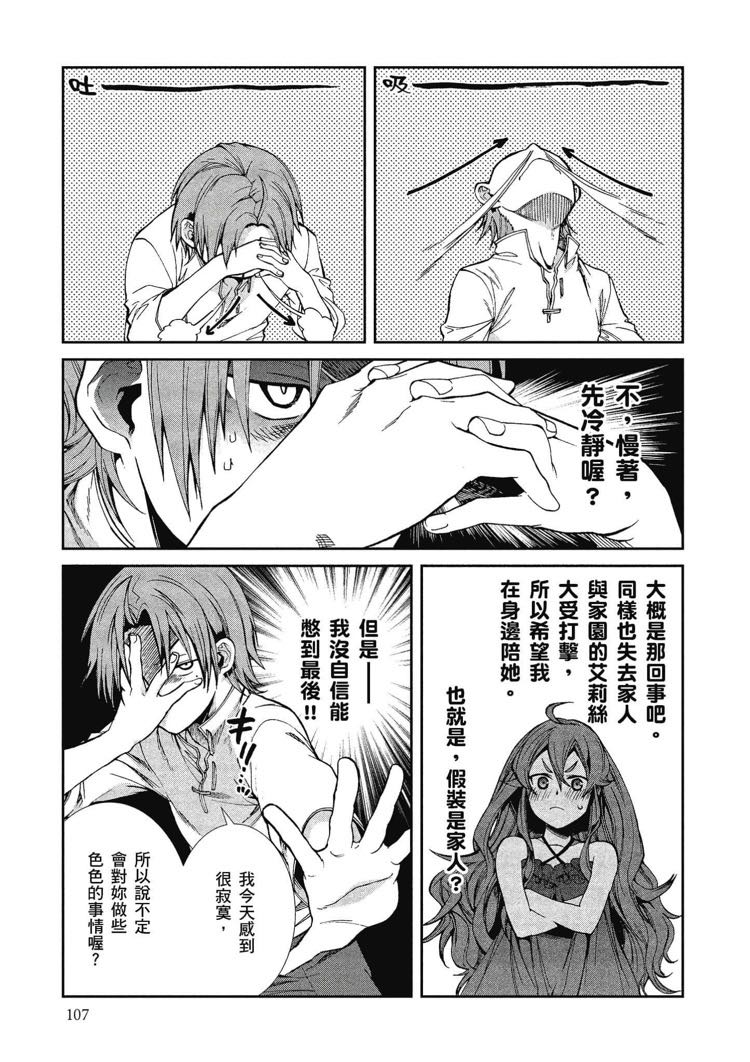 吸
吐
不，慢著，
先冷靜喔？
大概是那回事吧。
同樣也失去家人
與家園的艾莉絲
大受打擊，
所以希望我
在身邊陪她。
也就是，假裝是家人？
但是——
我沒自信能
憋到最後!!
キリ!!
我今天感到
很寂寞，
所以說不定
會對妳做些
色色的事情喔？
107